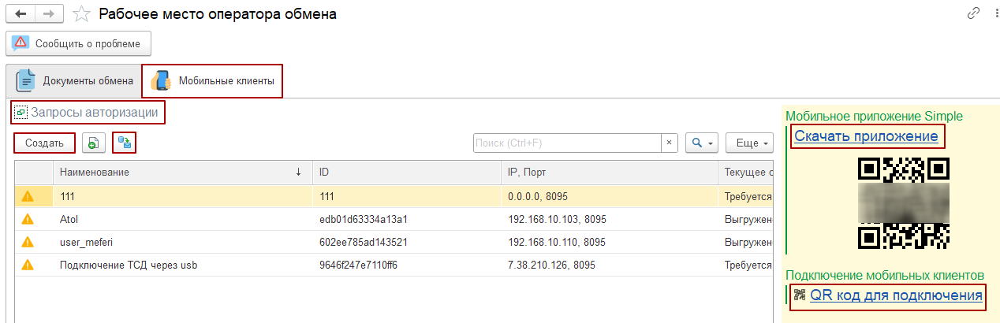 Рабочее место оператора обмена
Сообщить о проблеме
Документы обмена
Мобильные клиенты
Запросы авторизации
Создать
Поиск (Ctrl+F)
×
Еще
Наименование ↓ ID IP, Порт Текущее с
111 111 0.0.0.0, 8095 Требуется
Atol edb01d63334a13a1 192.168.10.103, 8095 Выгружен
user_meferi 602ee785ad143521 192.168.10.110, 8095 Выгружен
Подключение ТСД через usb 9646f247e7110ff6 7.38.210.126, 8095 Требуется
Мобильное приложение Simple
Скачать приложение
Подключение мобильных клиентов
QR код для подключения